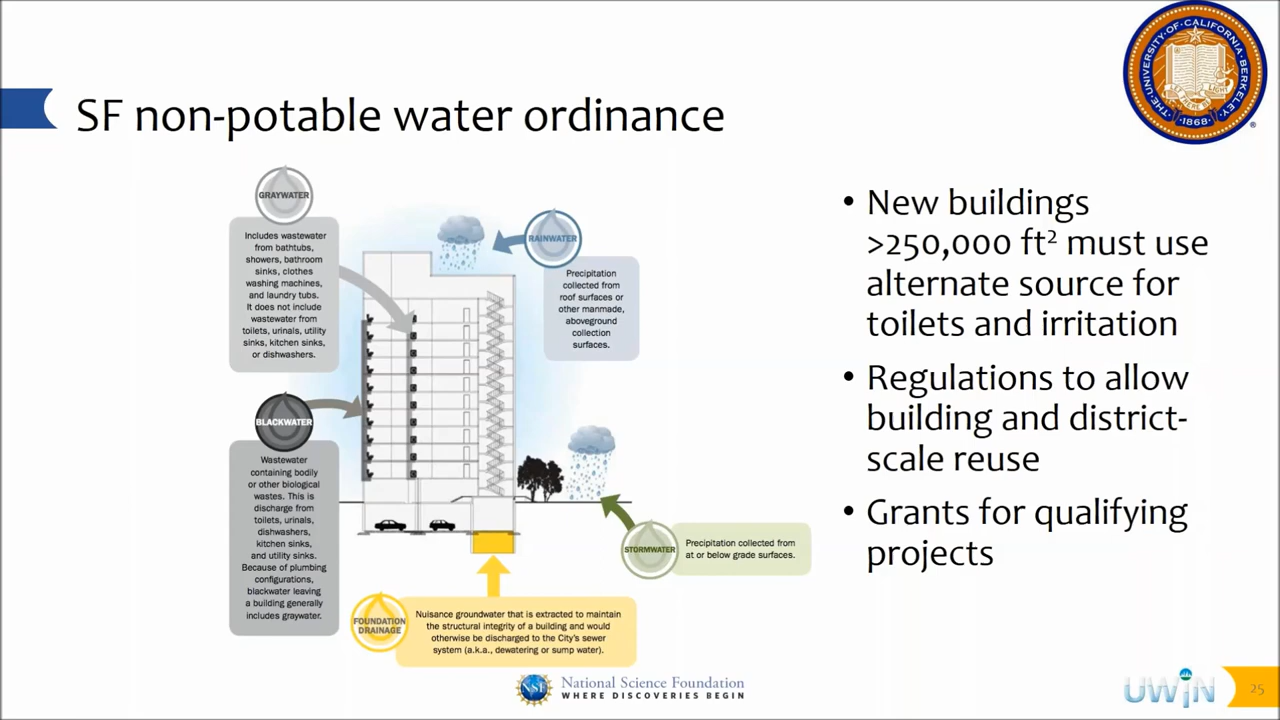 THE·UNIVERSITY·OF·CALIFORNIA·BERKELEY
LET THERE BE LIGHT
·1868·
®
SF non-potable water ordinance
GRAYWATER
Includes wastewater
from bathtubs,
showers, bathroom
sinks, clothes
washing machines,
and laundry tubs.
It does not include
wastewater from
toilets, urinals, utility
sinks, kitchen sinks,
or dishwashers.
RAINWATER
Precipitation
collected from
roof surfaces or
other manmade,
aboveground
collection
surfaces.
BLACKWATER
Wastewater
containing bodily
or other biological
wastes. This is
discharge from
toilets, urinals,
dishwashers,
kitchen sinks,
and utility sinks.
Because of plumbing
configurations,
blackwater leaving
a building generally
includes graywater.
STORMWATER
Precipitation collected from
at or below grade surfaces.
FOUNDATION
DRAINAGE
Nuisance groundwater that is extracted to maintain
the structural integrity of a building and would
otherwise be discharged to the City's sewer
system (a.k.a., dewatering or sump water).
• New buildings
>250,000 ft² must use
alternate source for
toilets and irritation
• Regulations to allow
building and district-
scale reuse
• Grants for qualifying
projects
NSF
National Science Foundation
WHERE DISCOVERIES BEGIN
UWIN
25